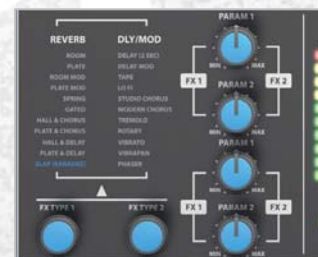 PARAM 1
REVERB DLY/MOD
ROOM DELAY (2 SEC)
PLATE DELAY MOD
ROOM MOD TAPE
PLATE MOD LO FI
SPRING STUDIO CHORUS
GATED MODERN CHORUS
HALL & CHORUS TREMOLO
PLATE & CHORUS ROTARY
HALL & DELAY VIBRATO
PLATE & DELAY VIBRAPAN
SLAP (KARAOKE) PHASER
MIN MAX
FX 1 FX 2
PARAM 2
MIN MAX
PARAM 1
MIN MAX
FX TYPE 1 FX TYPE 2
FX 1 PARAM 2 FX 2
MIN MAX